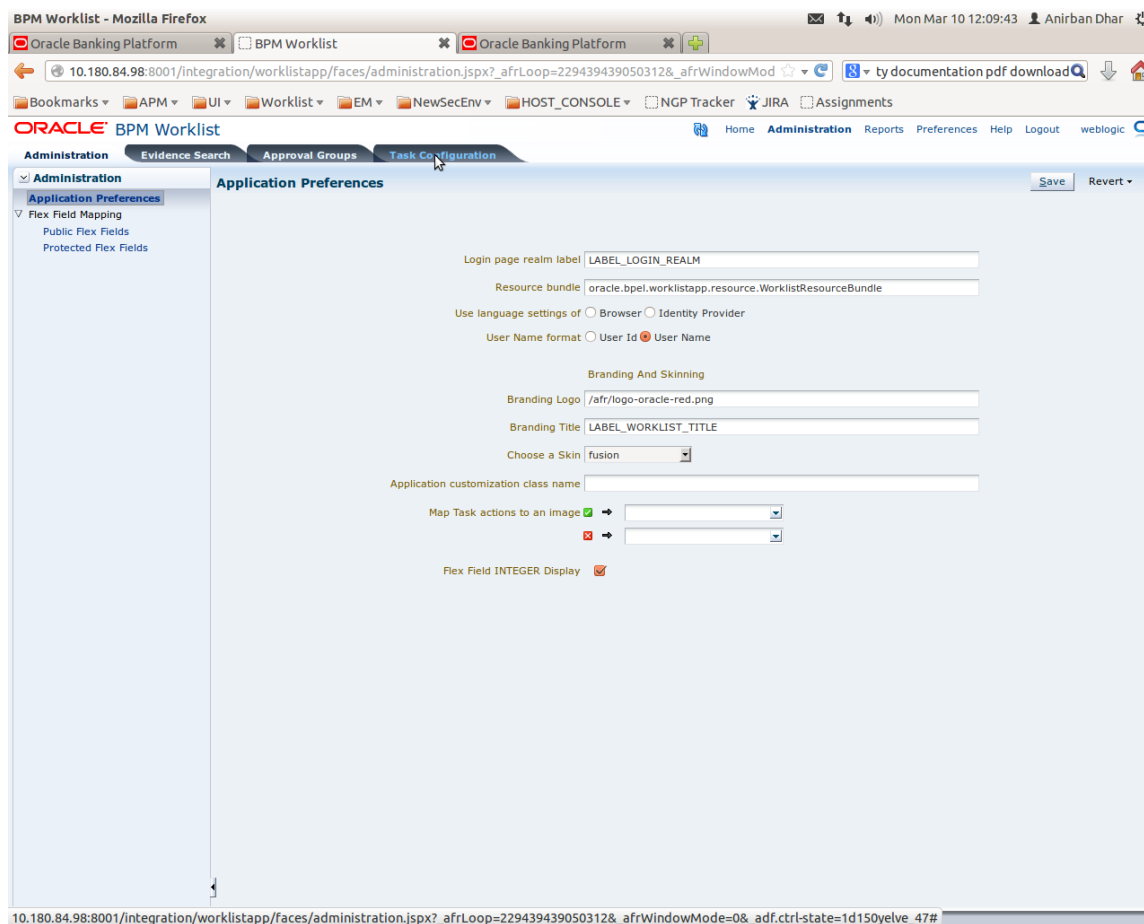 BPM Worklist - Mozilla Firefox
Mon Mar 10 12:09:43 Anirban Dhar
Oracle Banking Platform
BPM Worklist
Oracle Banking Platform
10.180.84.98:8001/integration/worklistapp/faces/administration.jspx?_afrLoop=229439439050312&_afrWindowMod
8 ty documentation pdf download
Bookmarks APM UI Worklist EM NewSecEnv HOST_CONSOLE NGP Tracker JIRA Assignments
ORACLE BPM Worklist
Home Administration Reports Preferences Help Logout weblogic
Administration Evidence Search Approval Groups Task Configuration
Administration
Application Preferences
Flex Field Mapping
Public Flex Fields
Protected Flex Fields
Application Preferences
Save Revert
Login page realm label LABEL_LOGIN_REALM
Resource bundle oracle.bpel.worklistapp.resource.WorklistResourceBundle
Use language settings of Browser Identity Provider
User Name format User Id User Name
Branding And Skinning
Branding Logo /afr/logo-oracle-red.png
Branding Title LABEL_WORKLIST_TITLE
Choose a Skin fusion
Application customization class name
Map Task actions to an image
Flex Field INTEGER Display
10.180.84.98:8001/integration/worklistapp/faces/administration.jspx?_afrLoop=229439439050312&_afrWindowMode=0&_adf.ctrl-state=1d150yelve_47#